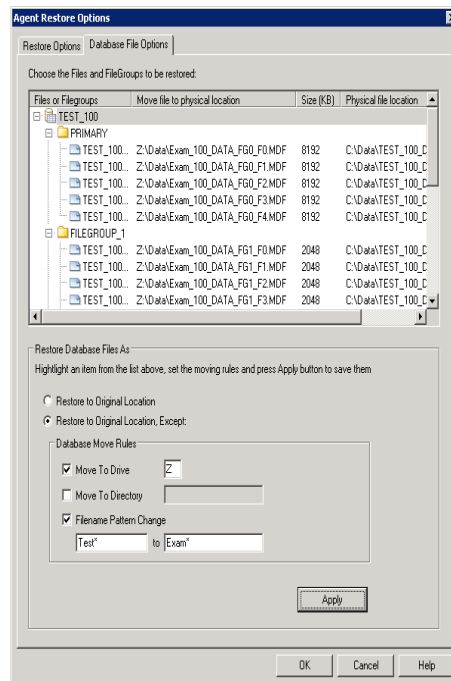 Agent Restore Options
Restore Options Database File Options
Choose the Files and FileGroups to be restored:
Files or Filegroups Move file to physical location Size (KB) Physical file location
TEST_100
PRIMARY
TEST_100... Z:\Data\Exam_100_DATA_FG0_F0.MDF 8192 C:\Data\TEST_100_D
TEST_100... Z:\Data\Exam_100_DATA_FG0_F1.MDF 8192 C:\Data\TEST_100_D
TEST_100... Z:\Data\Exam_100_DATA_FG0_F2.MDF 8192 C:\Data\TEST_100_D
TEST_100... Z:\Data\Exam_100_DATA_FG0_F3.MDF 8192 C:\Data\TEST_100_D
TEST_100... Z:\Data\Exam_100_DATA_FG0_F4.MDF 8192 C:\Data\TEST_100_D
FILEGROUP_1
TEST_100... Z:\Data\Exam_100_DATA_FG1_F0.MDF 2048 C:\Data\TEST_100_D
TEST_100... Z:\Data\Exam_100_DATA_FG1_F1.MDF 2048 C:\Data\TEST_100_D
TEST_100... Z:\Data\Exam_100_DATA_FG1_F2.MDF 2048 C:\Data\TEST_100_D
TEST_100... Z:\Data\Exam_100_DATA_FG1_F3.MDF 2048 C:\Data\TEST_100_D
Restore Database Files As
Hightlight an item from the list above, set the moving rules and press Apply button to save them
Restore to Original Location
Restore to Original Location, Except:
Database Move Rules
Move To Drive Z
Move To Directory
Filename Pattern Change
Test* to Exam*
Apply
OK Cancel Help